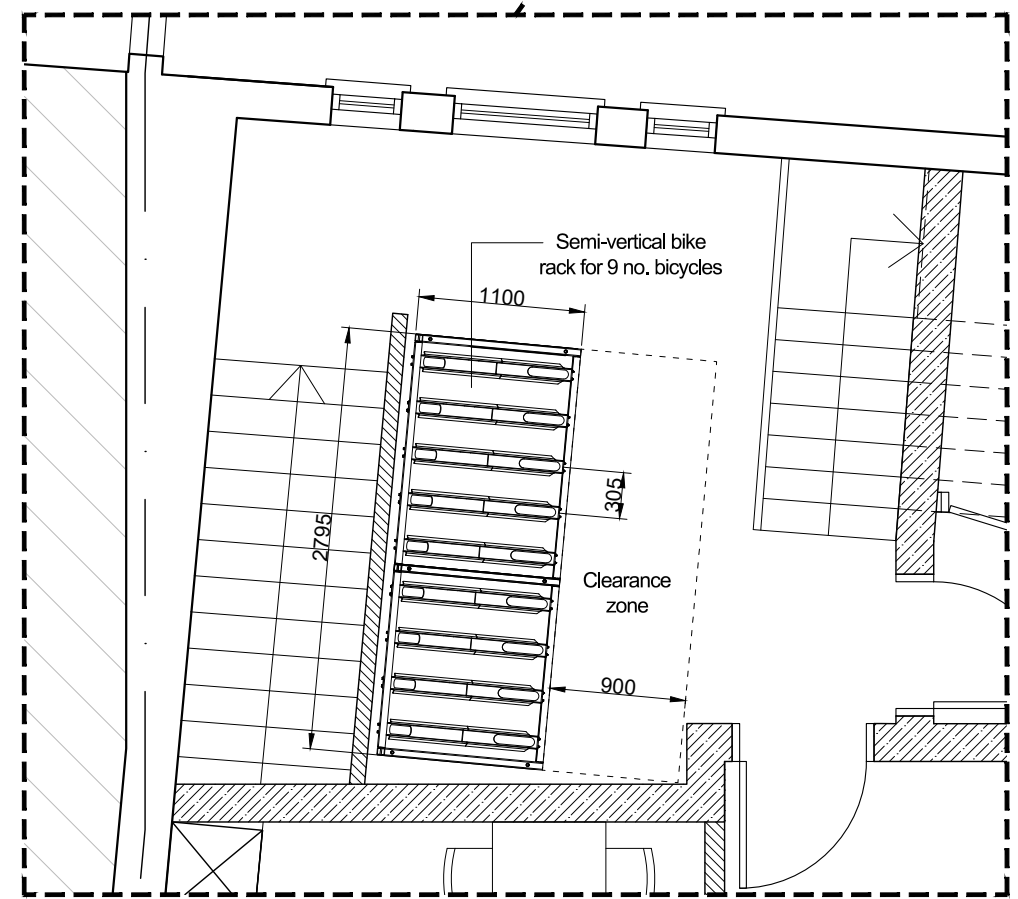 Semi-vertical bike
rack for 9 no. bicycles
1100
305
2795
Clearance
zone
900